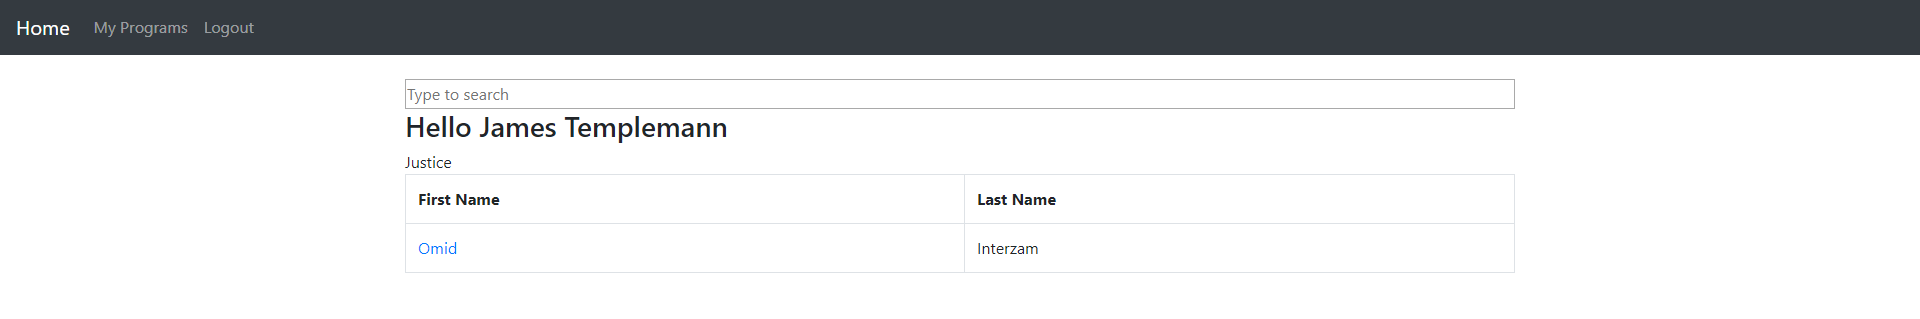 Home My Programs Logout
Type to search
Hello James Templemann
Justice
First Name Last Name
Omid Interzam